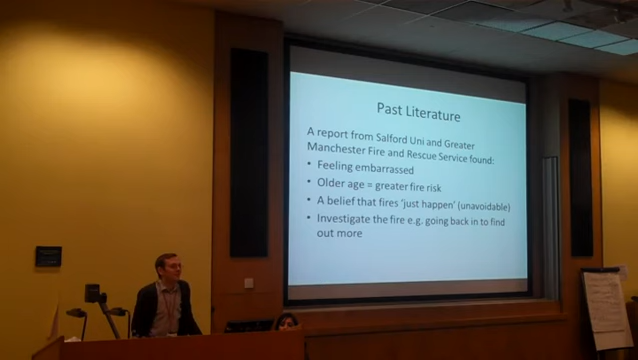 Past Literature
A report from Salford Uni and Greater
Manchester Fire and Rescue Service found:
• Feeling embarrassed
• Older age = greater fire risk
• A belief that fires 'just happen' (unavoidable)
• Investigate the fire e.g. going back in to find
out more